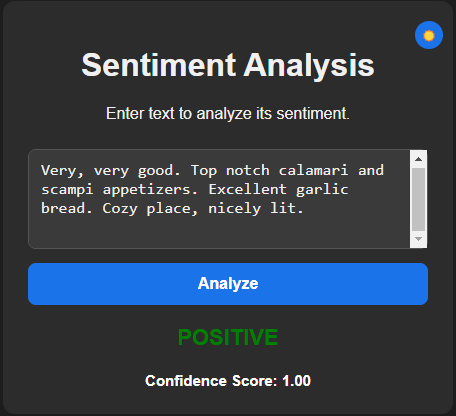 Sentiment Analysis
Enter text to analyze its sentiment.
Very, very good. Top notch calamari and
scampi appetizers. Excellent garlic
bread. Cozy place, nicely lit.
Analyze
POSITIVE
Confidence Score: 1.00